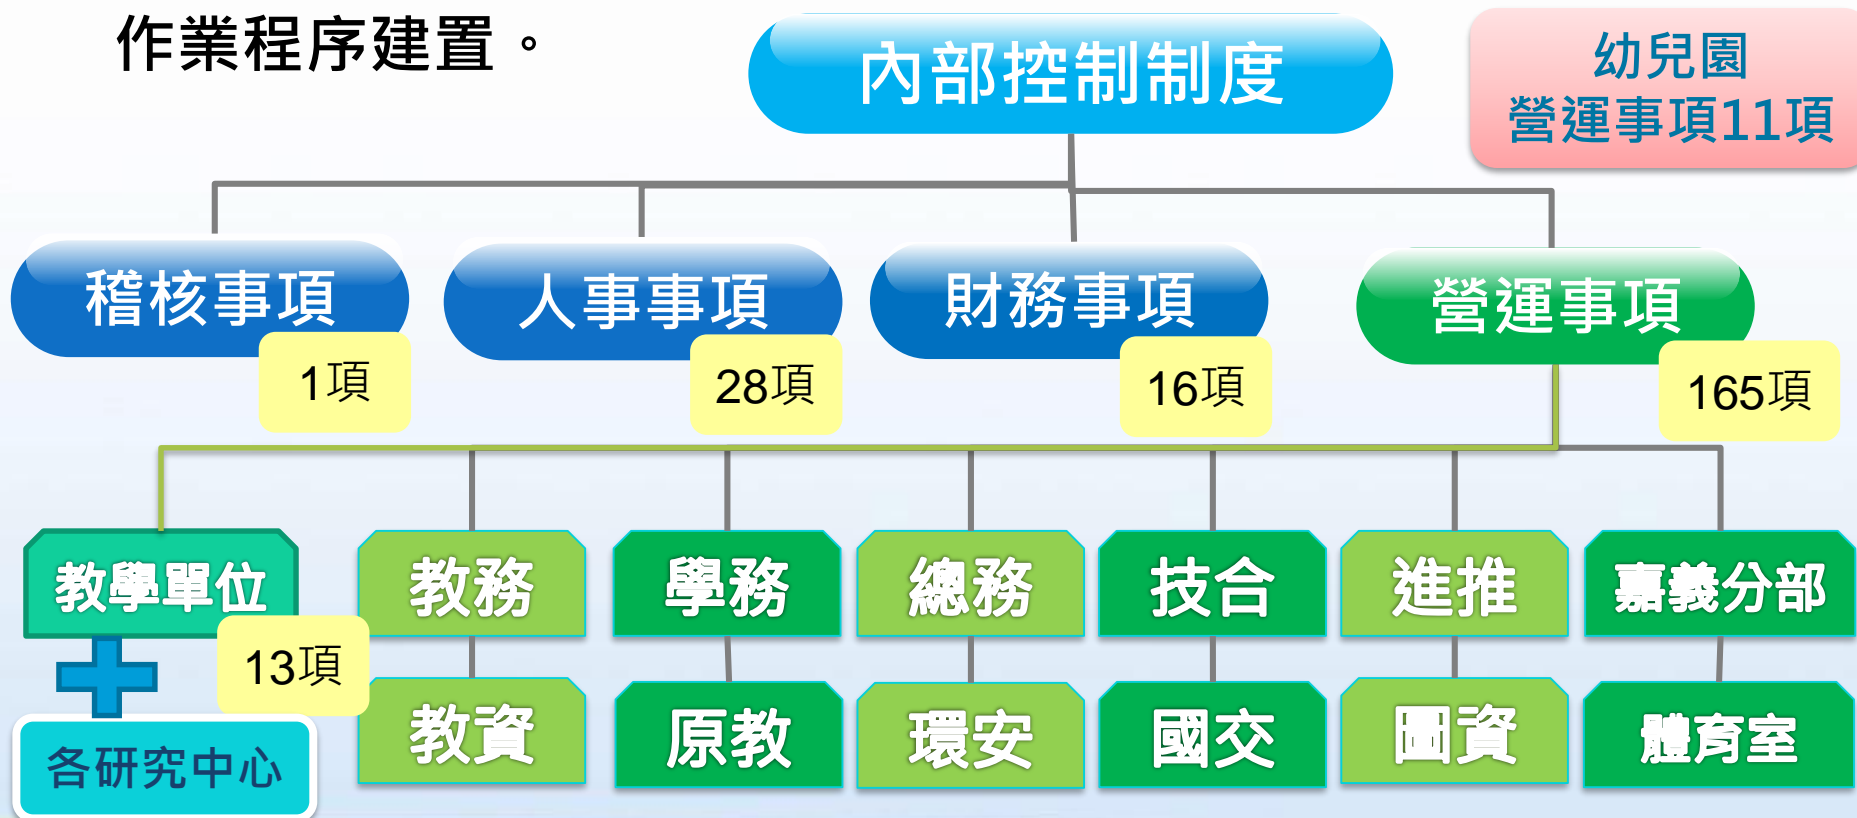 作業程序建置。
內部控制制度
幼兒園
營運事項11項
稽核事項
1項
人事事項
28項
財務事項
16項
營運事項
165項
教學單位
13項
各研究中心
教務
學務
總務
技合
進推
嘉義分部
教資
原教
環安
國交
圖資
體育室